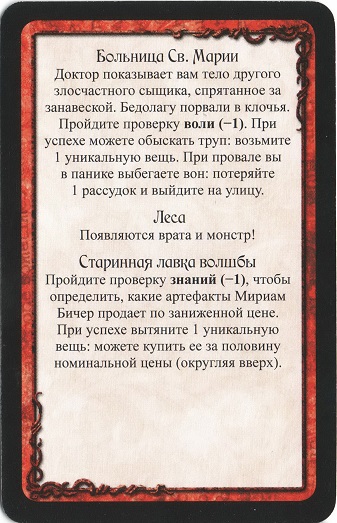 Больница Св. Марии
Доктор показывает вам тело другого
злосчастного сыщика, спрятанное за
занавеской. Бедолагу порвали в клочья.
Пройдите проверку воли (−1). При
успехе можете обыскать труп: возьмите
1 уникальную вещь. При провале вы
в панике выбегаете вон: потеряйте
1 рассудок и выйдите на улицу.
Леса
Появляются врата и монстр!
Старинная лавка волшбы
Пройдите проверку знаний (−1), чтобы
определить, какие артефакты Мириам
Бичер продает по заниженной цене.
При успехе вытяните 1 уникальную
вещь: можете купить ее за половину
номинальной цены (округляя вверх).